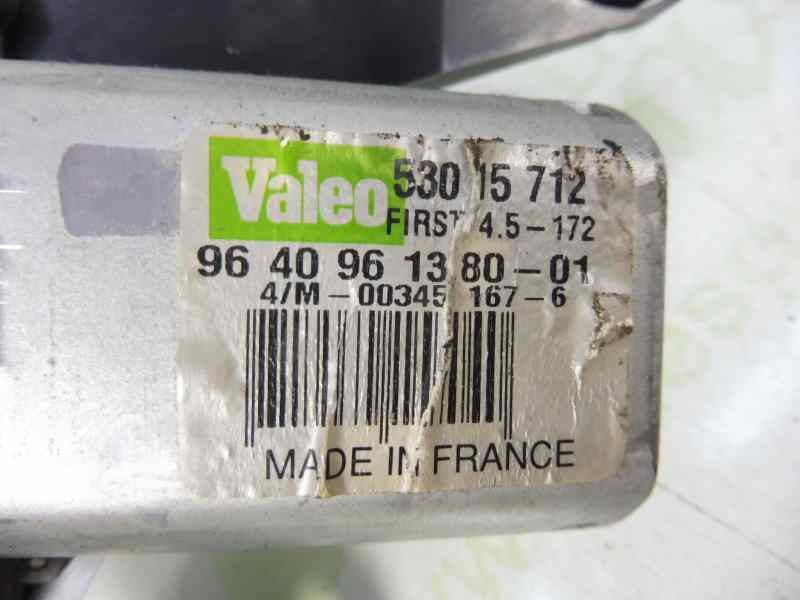 Valeo 530 15 712
FIRST 4.5-172
96 40 96 13 80-01
4/M-00345 167-6
MADE IN FRANCE